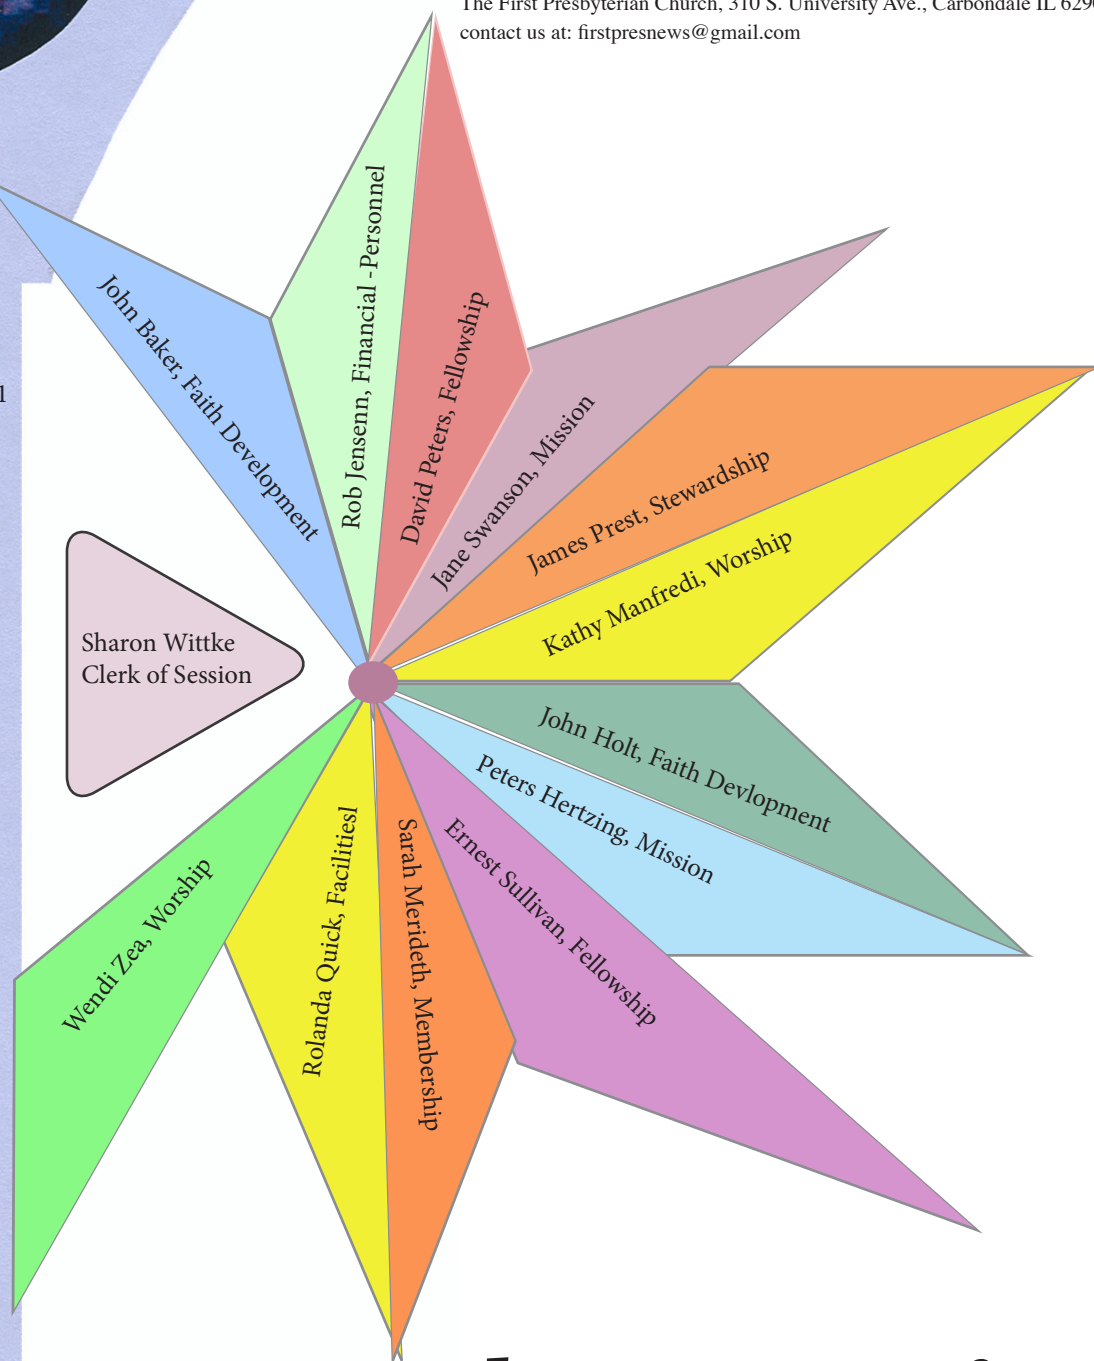 The First Presbyterian Church, 310 S. University Ave., Carbondale IL
contact us at: firstpresnews@gmail.com
John Baker, Faith Development
Rob Jensenn, Financial - Personnel
David Peters, Fellowship
Jane Swanson, Mission
James Prest, Stewardship
Kathy Manfredi, Worship
Sharon Wittke
Clerk of Session
John Holt, Faith Devlopment
Peters Hertzing, Mission
Ernest Sullivan, Fellowship
Sarah Merideth, Membership
Rolanda Quick, Facilitiesl
Wendi Zea, Worship